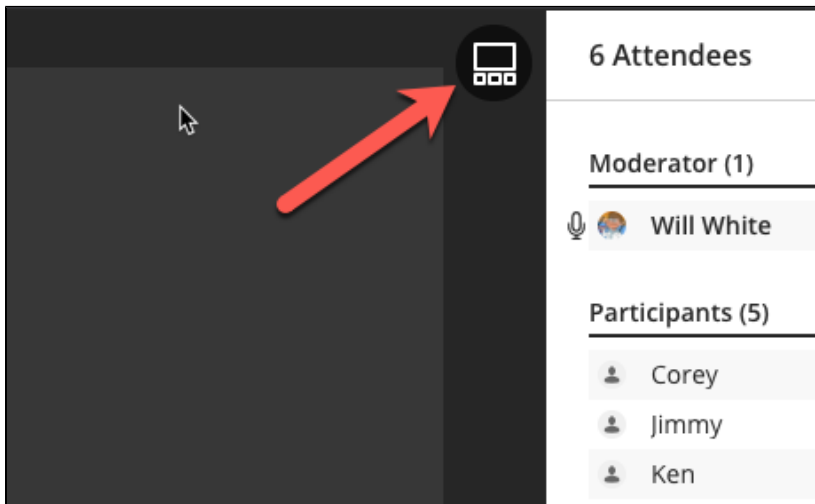 6 Attendees
Moderator (1)
Will White
Participants (5)
Corey
Jimmy
Ken